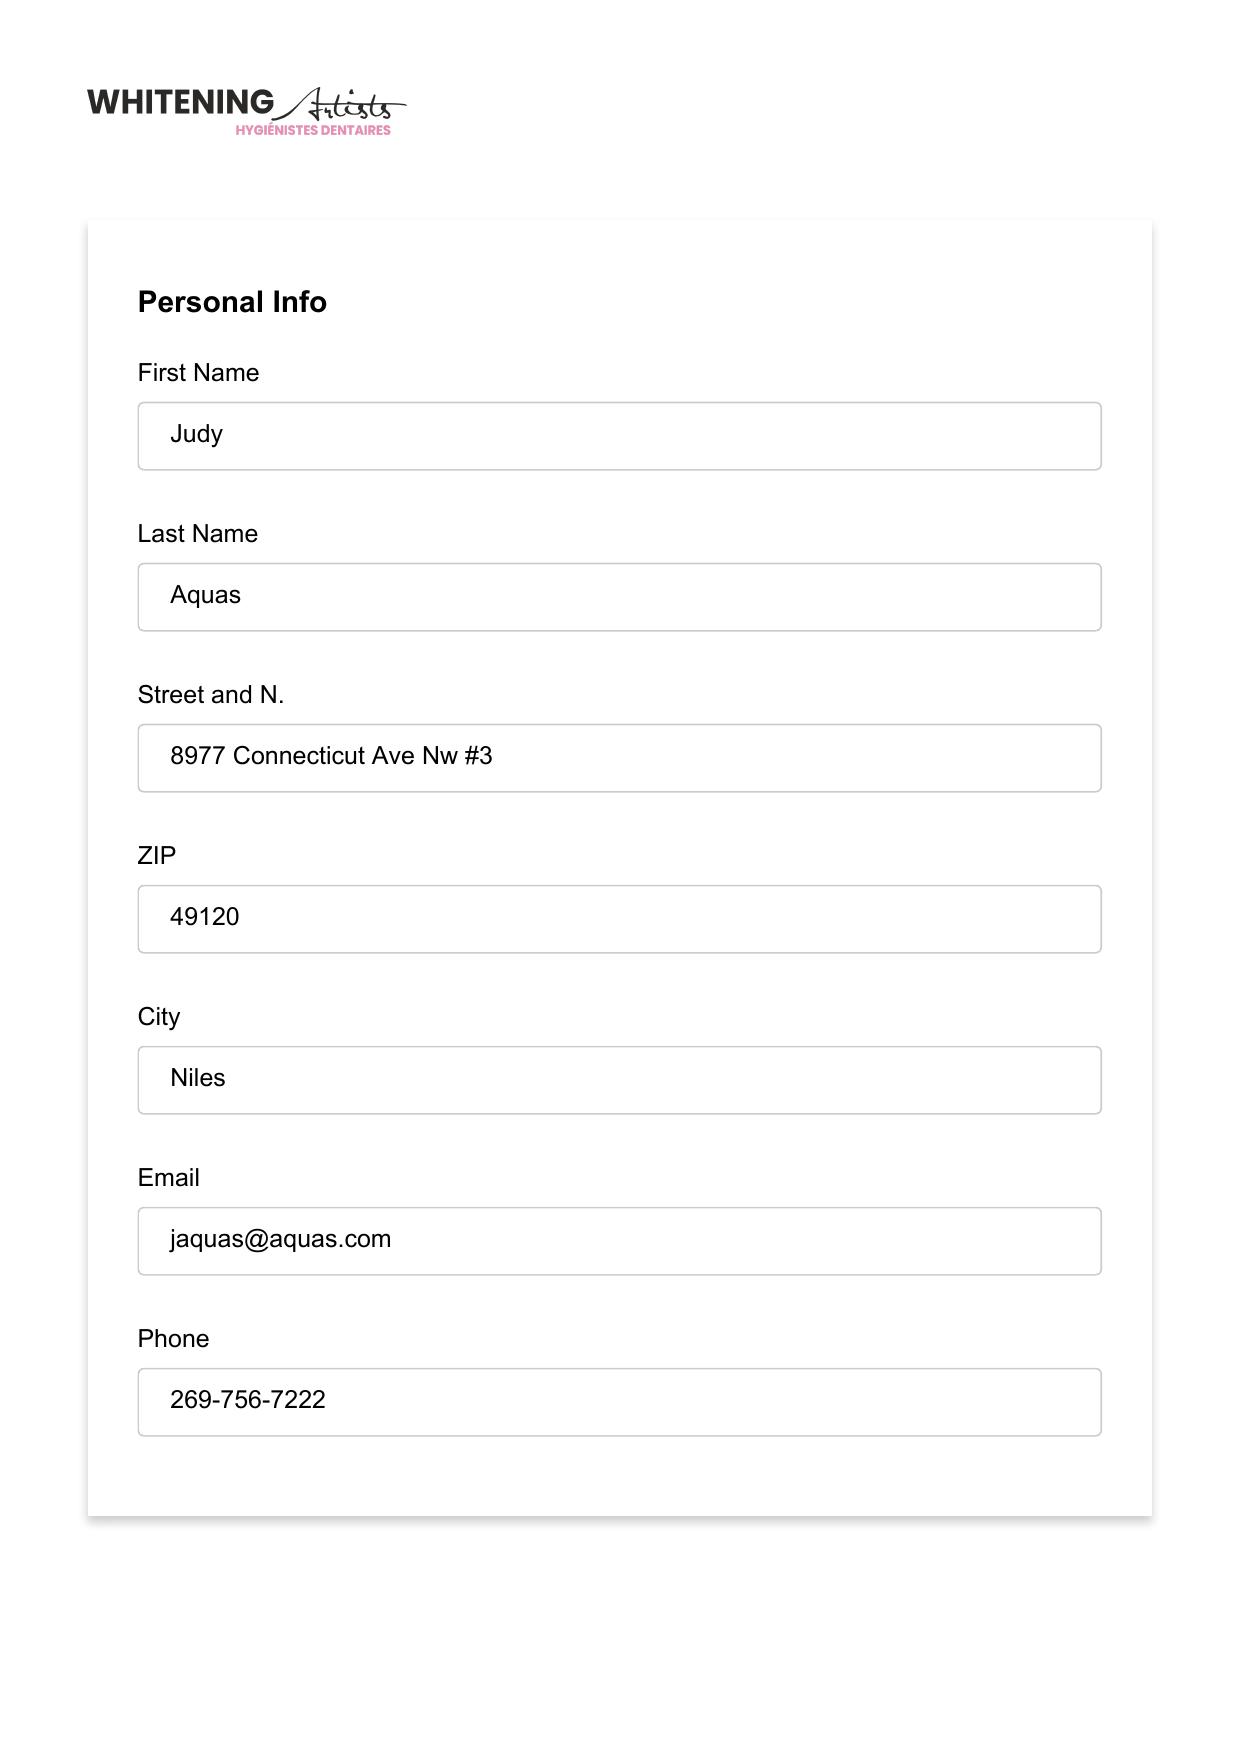 WHITENING Artists
HYGIÉNISTES DENTAIRES
Personal Info
First Name
Judy
Last Name
Aquas
Street and N.
8977 Connecticut Ave Nw #3
ZIP
49120
City
Niles
Email
jaquas@aquas.com
Phone
269-756-7222